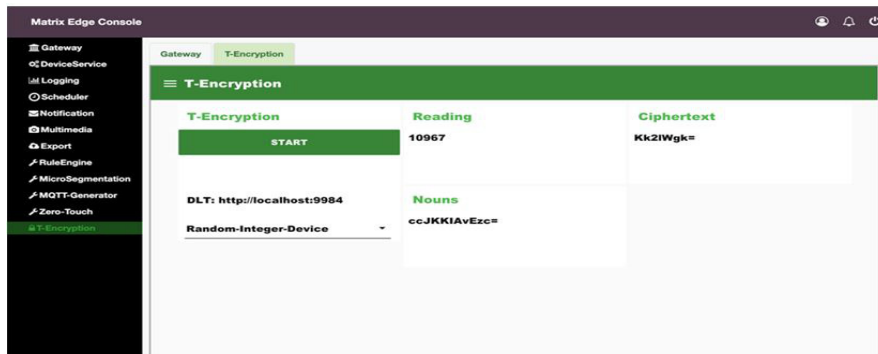 Matrix Edge Console
Gateway
DeviceService
Logging
Scheduler
Notification
Multimedia
Export
RuleEngine
MicroSegmentation
MQTT-Generator
Zero-Touch
T-Encryption
Gateway T-Encryption
T-Encryption
T-Encryption
START
DLT: http://localhost:9984
Random-Integer-Device
Reading
10967
Nouns
ccJKKIAvEzc=
Ciphertext
Kk2lWgk=